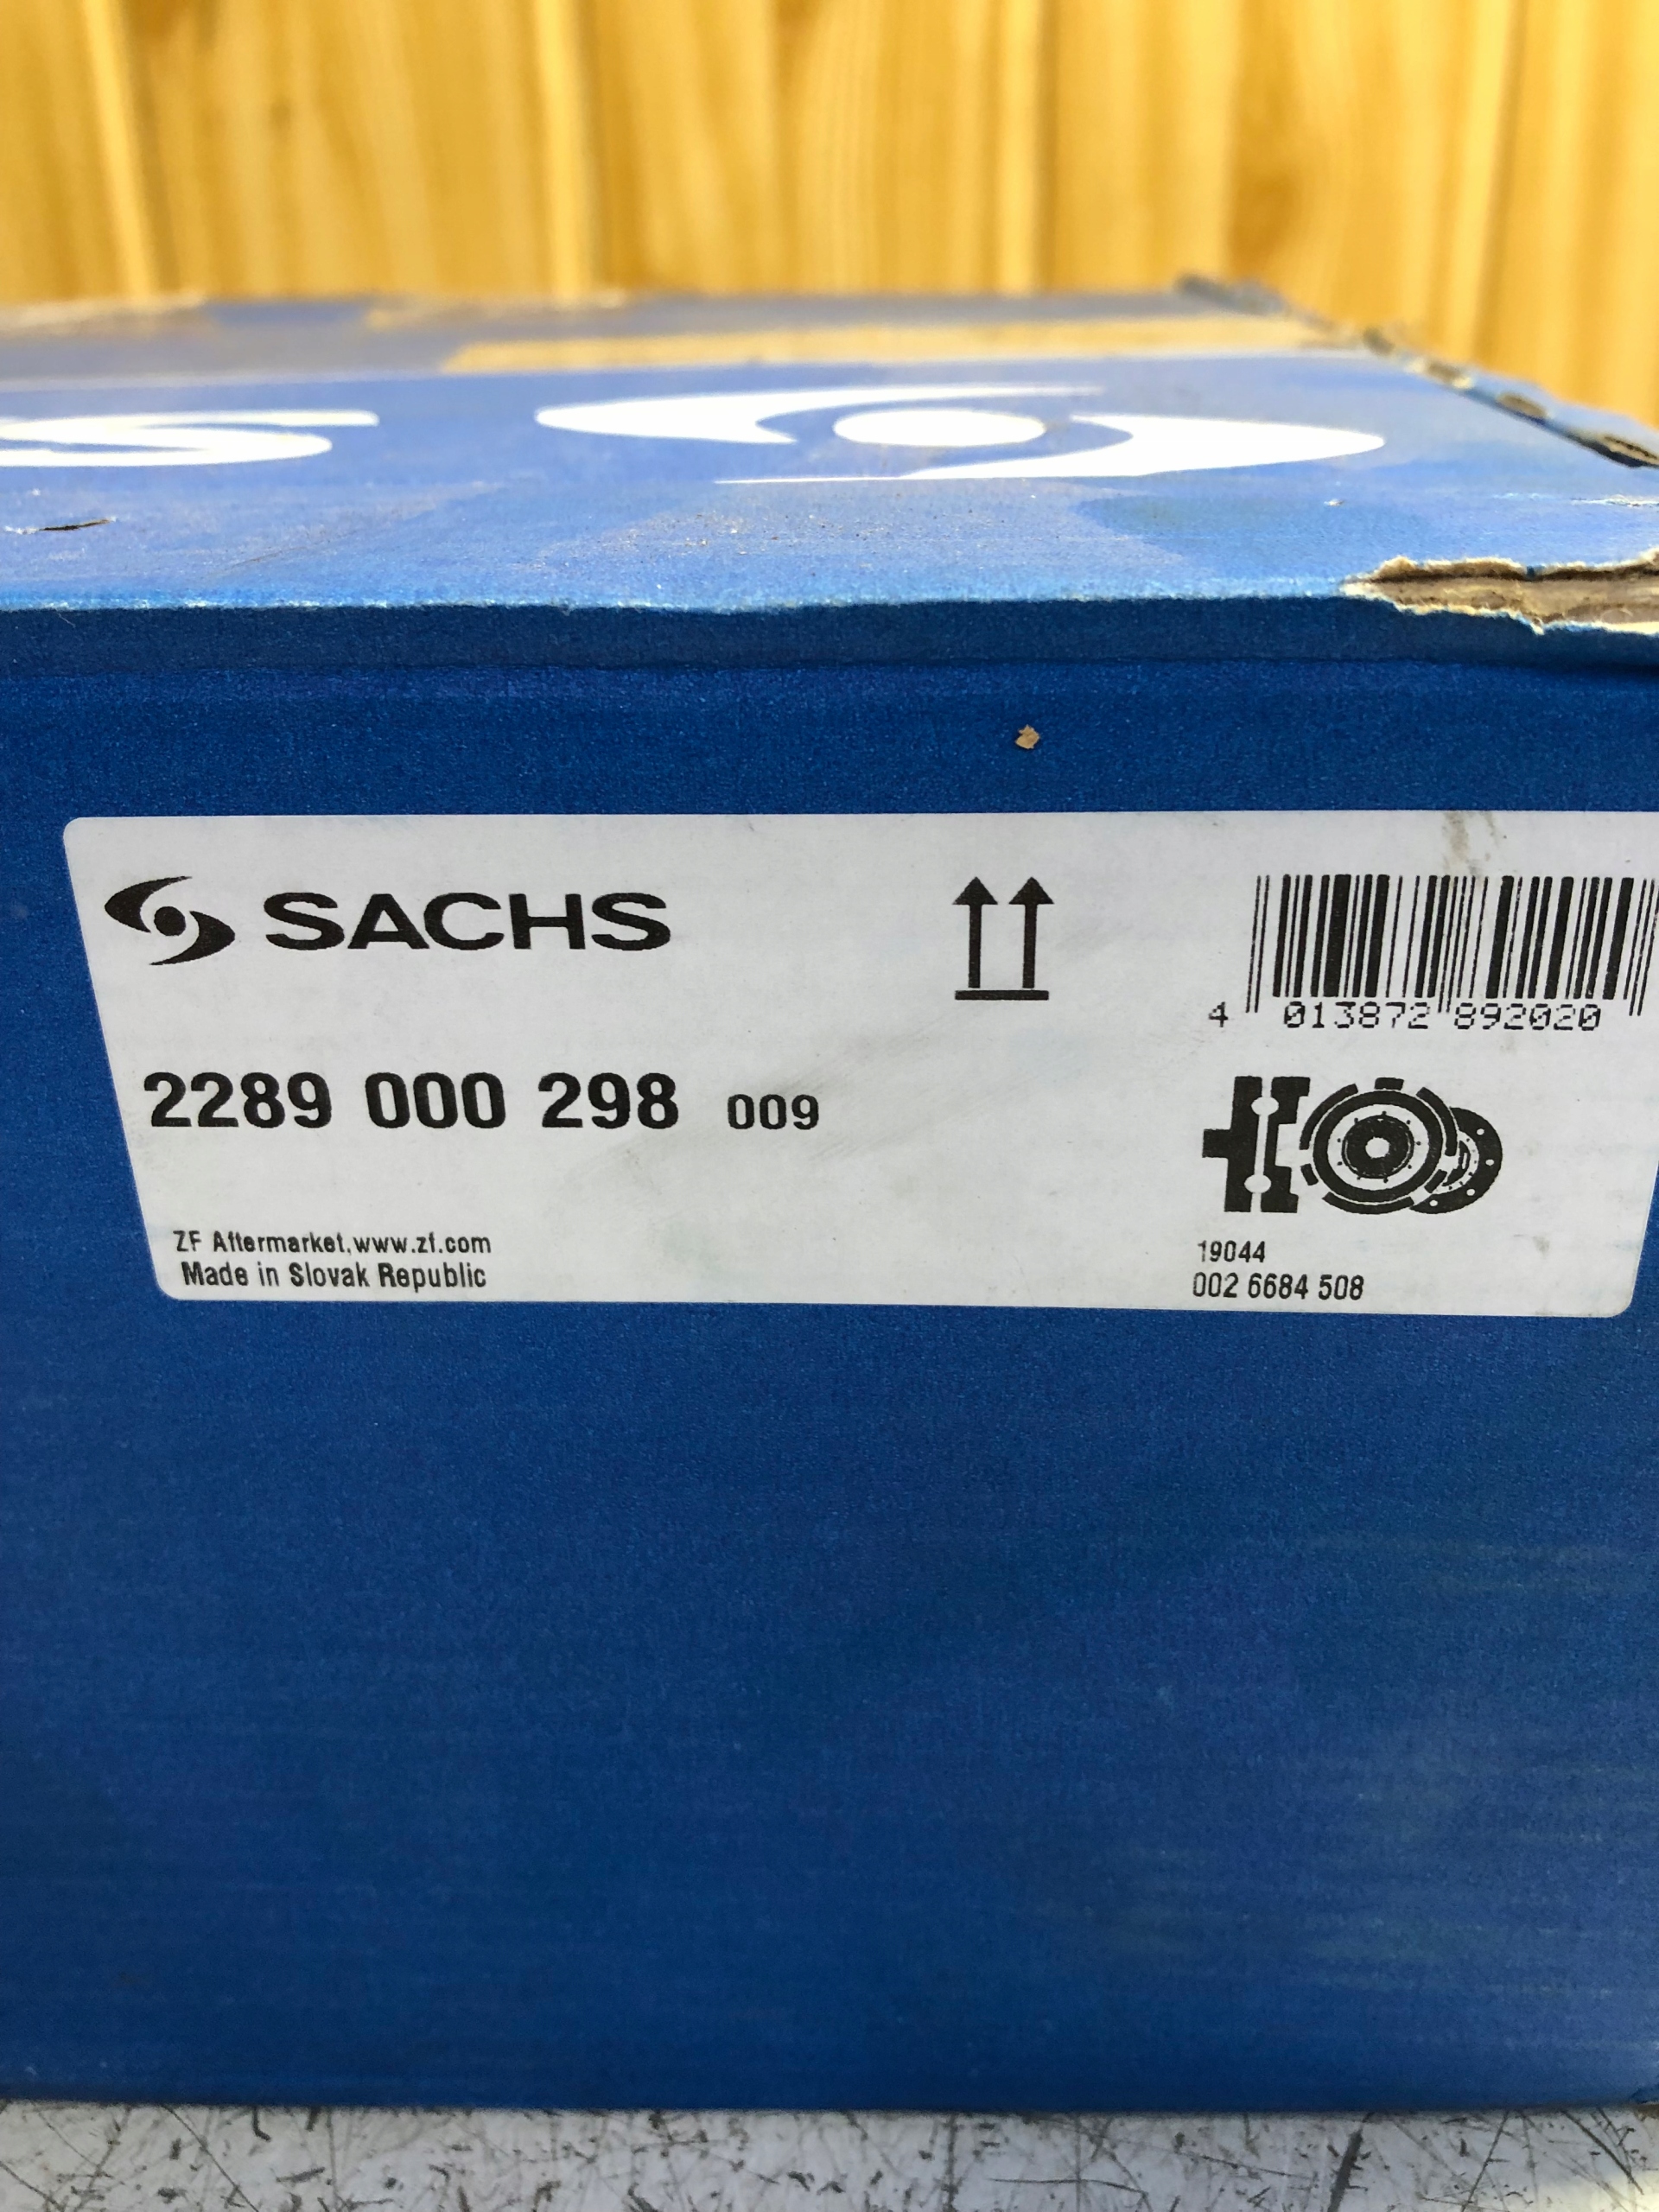 S
SACHS
4 013872 892020
2289 000 298 009
ZF Aftermarket, www.zf.com
Made in Slovak Republic
19044
002 6684 508